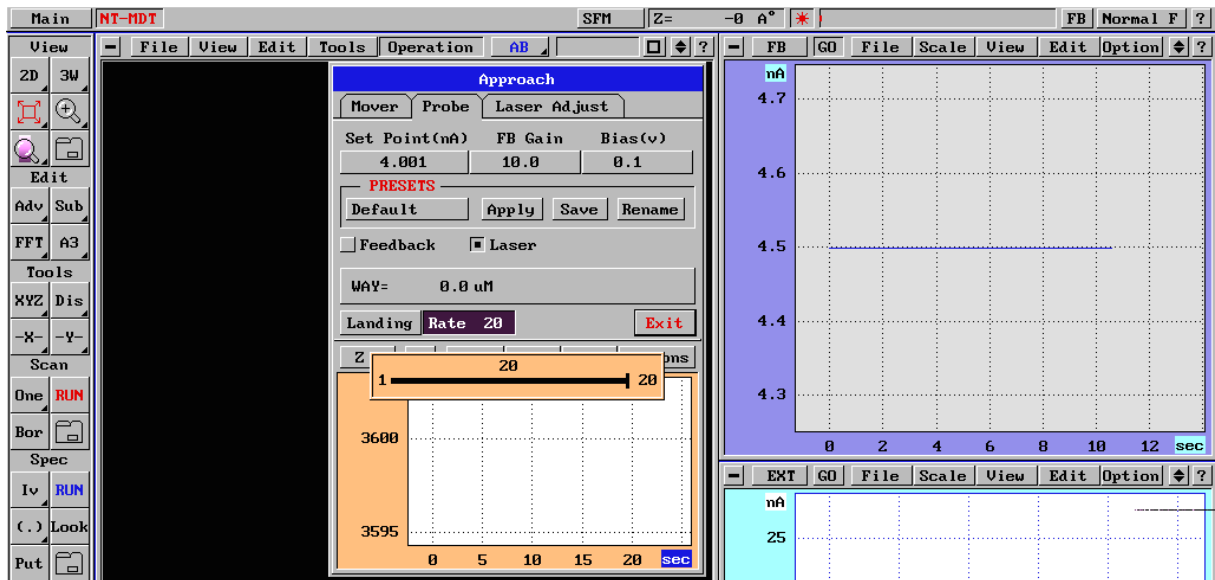 Main NT-MDT SFM Z= -0 A° FB Normal F ?
View
2D 3W
Edit
Adv Sub
FFT A3
Tools
XYZ Dis
-X- -Y-
Scan
One RUN
Bor
Spec
Iv RUN
(.) Look
Put
- File View Edit Tools Operation AB ?
Approach
Mover Probe Laser Adjust
Set Point(nA) FB Gain Bias(v)
4.001 10.0 0.1
PRESETS
Default Apply Save Rename
Feedback Laser
WAY= 0.0 uM
Landing Rate 20 Exit
Z
20
1 20
3600
3595
0 5 10 15 20 sec
- FB GO File Scale View Edit Option ?
nA
4.7
4.6
4.5
4.4
4.3
0 2 4 6 8 10 12 sec
- EXT GO File Scale View Edit Option ?
nA
25